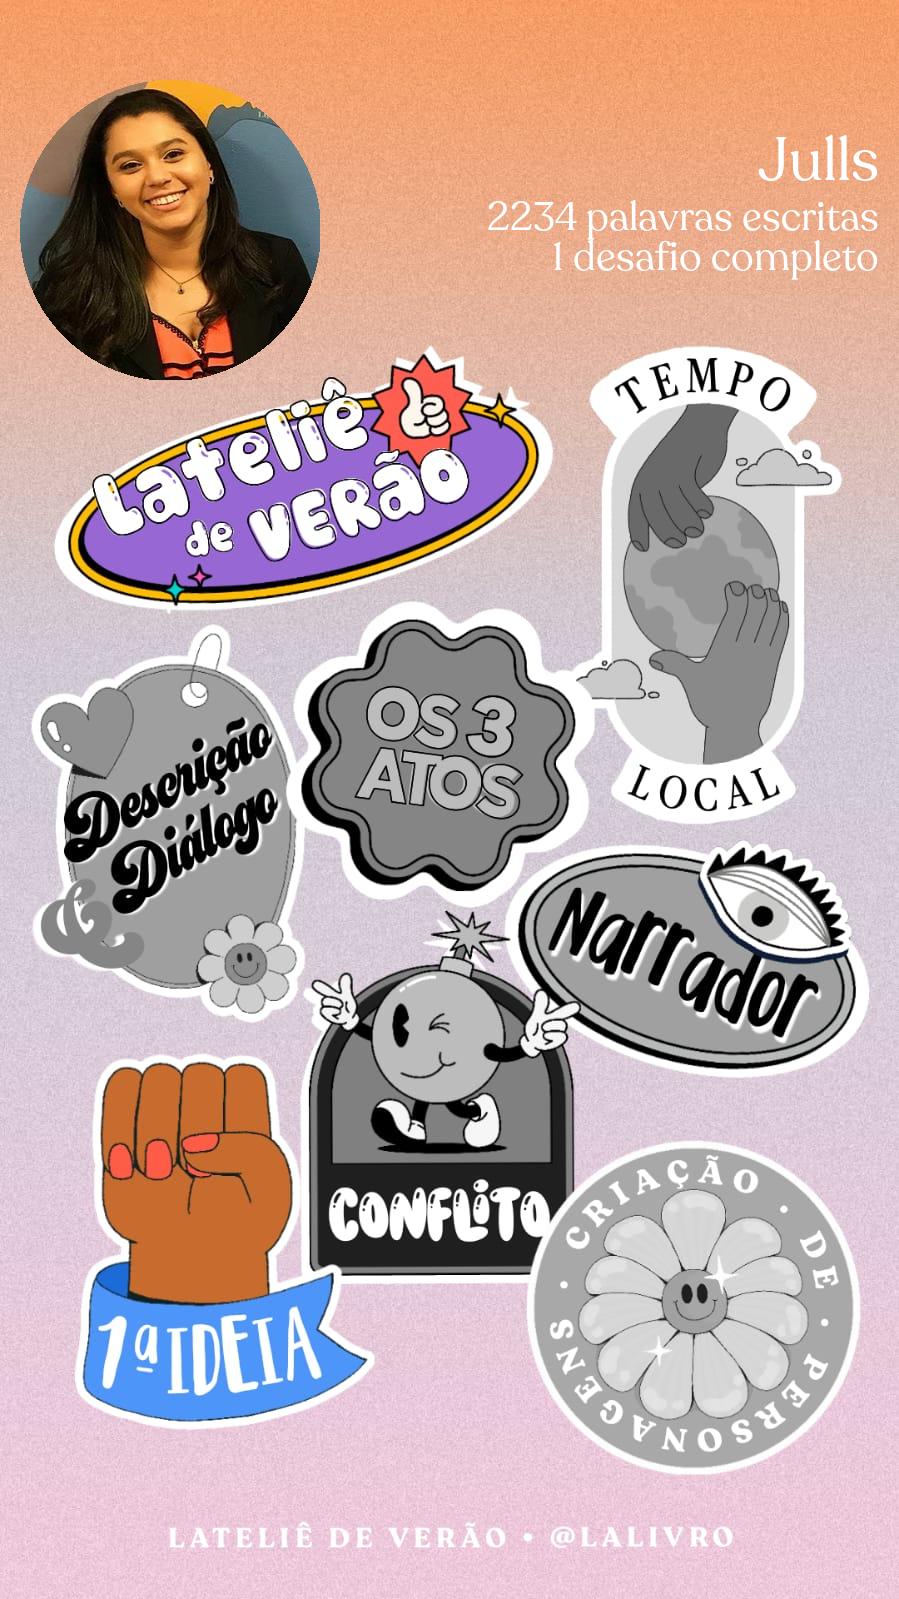 Julls
2234 palavras escritas
1 desafio completo
Lateliê
de VERÃO
TEMPO
LOCAL
OS 3
ATOS
Descrição
&
Diálogo
Narrador
CONFLITO
1ª IDEIA
CRIAÇÃO · DE · PERSONAGENS ·
LATELIÊ DE VERÃO • @LALIVRO